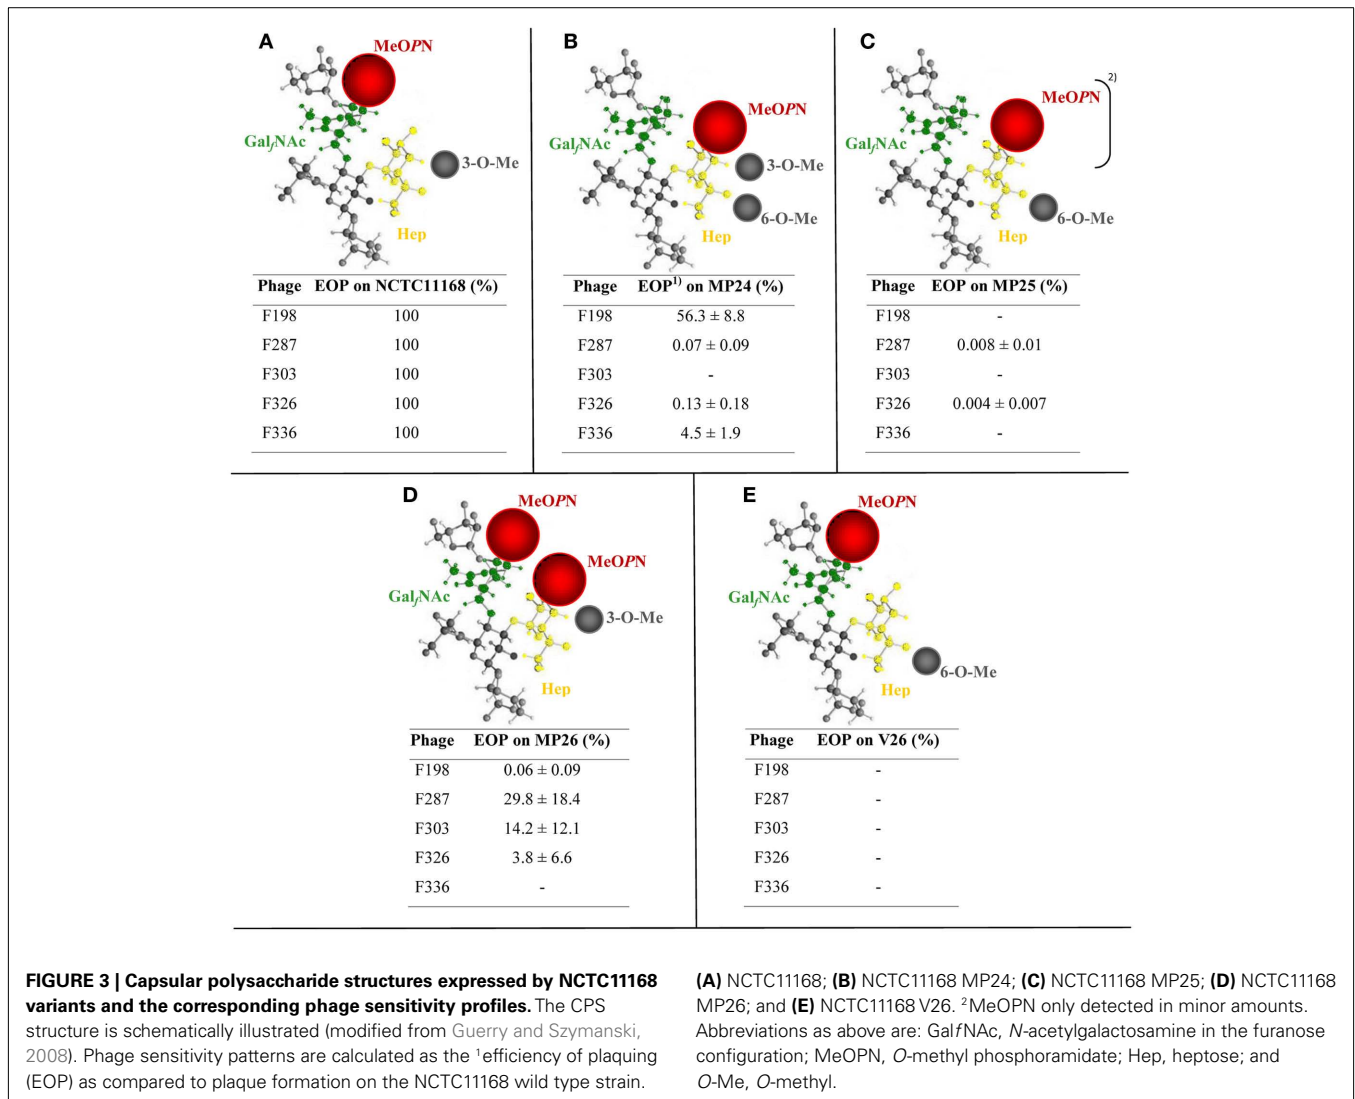 A
MeOPN
GalfNAc
3-O-Me
Hep
Phage EOP on NCTC11168 (%)
F198 100
F287 100
F303 100
F326 100
F336 100
B
MeOPN
GalfNAc
3-O-Me
6-O-Me
Hep
Phage EOP1) on MP24 (%)
F198 56.3 ± 8.8
F287 0.07 ± 0.09
F303 -
F326 0.13 ± 0.18
F336 4.5 ± 1.9
C
2)
MeOPN
GalfNAc
6-O-Me
Hep
Phage EOP on MP25 (%)
F198 -
F287 0.008 ± 0.01
F303 -
F326 0.004 ± 0.007
F336 -
D
MeOPN
MeOPN
GalfNAc
3-O-Me
Hep
Phage EOP on MP26 (%)
F198 0.06 ± 0.09
F287 29.8 ± 18.4
F303 14.2 ± 12.1
F326 3.8 ± 6.6
F336 -
E
MeOPN
GalfNAc
6-O-Me
Hep
Phage EOP on V26 (%)
F198 -
F287 -
F303 -
F326 -
F336 -
FIGURE 3 | Capsular polysaccharide structures expressed by NCTC11168
variants and the corresponding phage sensitivity profiles. The CPS
structure is schematically illustrated (modified from Guerry and Szymanski,
2008). Phage sensitivity patterns are calculated as the 1efficiency of plaquing
(EOP) as compared to plaque formation on the NCTC11168 wild type strain.
(A) NCTC11168; (B) NCTC11168 MP24; (C) NCTC11168 MP25; (D) NCTC11168
MP26; and (E) NCTC11168 V26. 2MeOPN only detected in minor amounts.
Abbreviations as above are: GalfNAc, N-acetylgalactosamine in the furanose
configuration; MeOPN, O-methyl phosphoramidate; Hep, heptose; and
O-Me, O-methyl.